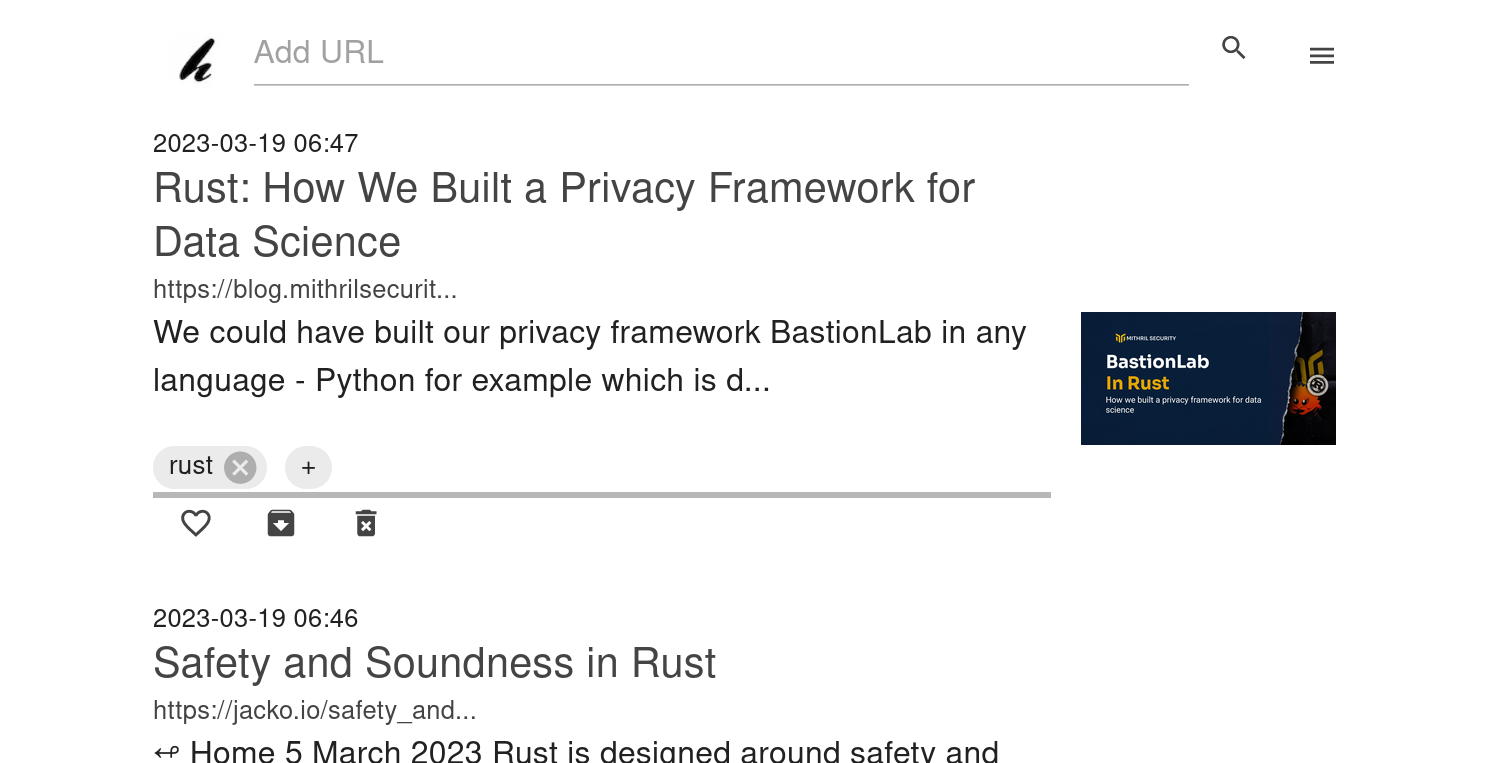 h
Add URL
2023-03-19 06:47
Rust: How We Built a Privacy Framework for
Data Science
https://blog.mithrilsecurit...
We could have built our privacy framework BastionLab in any
language - Python for example which is d...
MITHRIL SECURITY
BastionLab
In Rust
How we built a privacy framework for data
science
rust
+
2023-03-19 06:46
Safety and Soundness in Rust
https://jacko.io/safety_and...
↫ Home 5 March 2023 Rust is designed around safety and